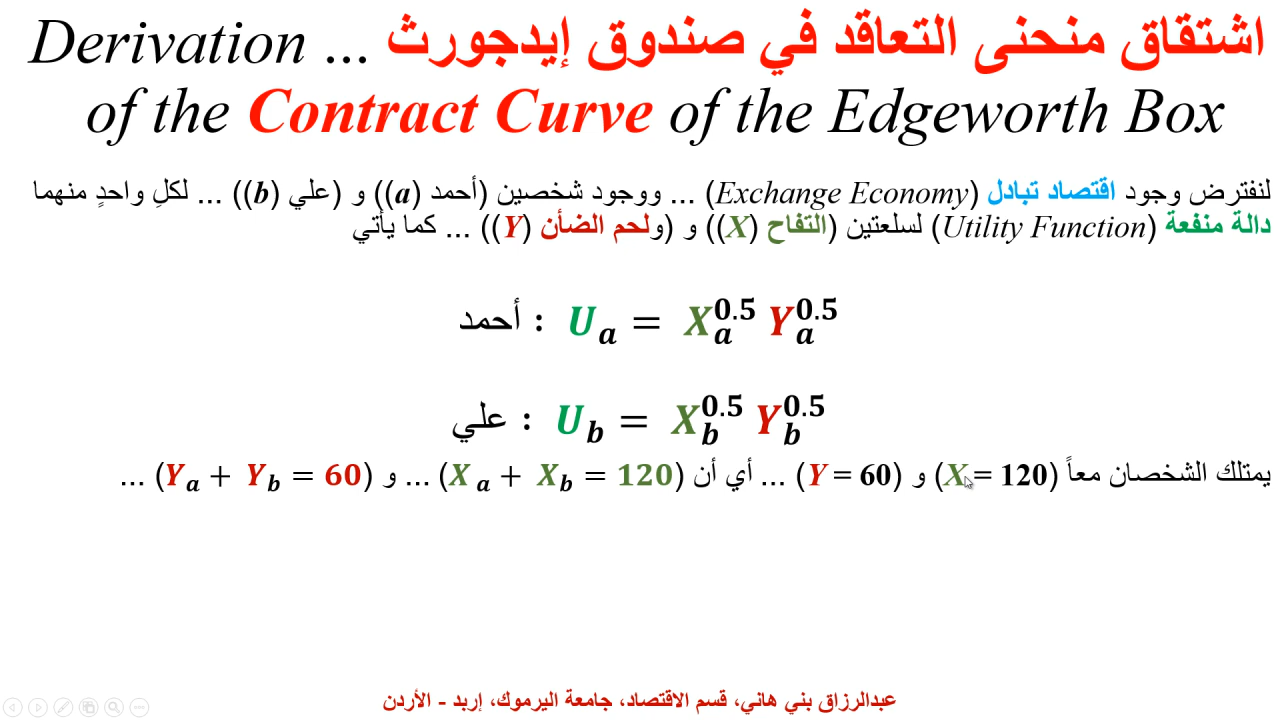 اشتقاق منحنى التعاقد في صندوق إيدجورث ... Derivation
of the Contract Curve of the Edgeworth Box
لنفترض وجود اقتصاد تبادل (Exchange Economy) ... ووجود شخصين (أحمد (a)) و (علي (b)) ... لكلِ واحدٍ منهما
دالة منفعة (Utility Function) لسلعتين (التفاح (X)) و (ولحم الضأن (Y)) ... كما يأتي
أحمد : U_a = X_a^0.5 Y_a^0.5
علي : U_b = X_b^0.5 Y_b^0.5
يمتلك الشخصان معاً (X = 120) و (Y = 60) ... أي أن (X_a + X_b = 120) ... و (Y_a + Y_b = 60) ...
عبدالرزاق بني هاني، قسم الاقتصاد، جامعة اليرموك، إربد - الأردن